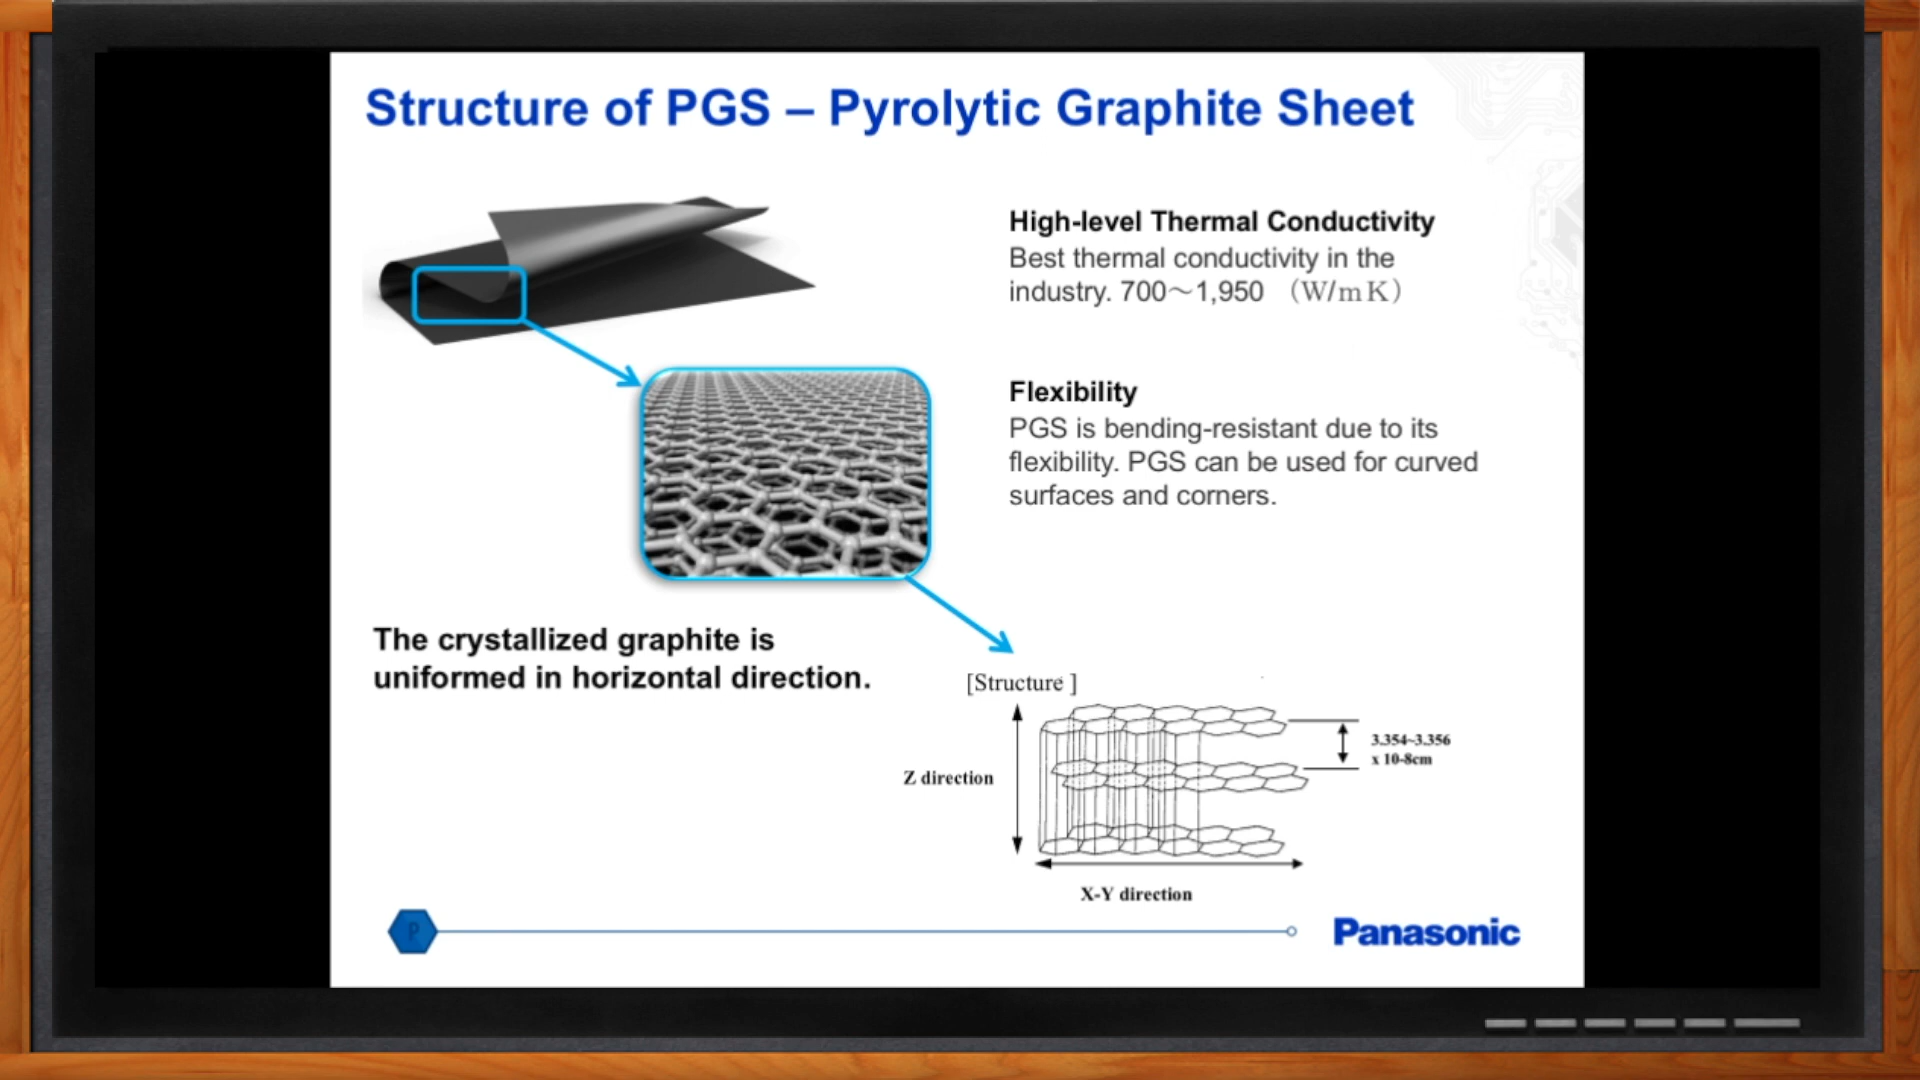 Structure of PGS – Pyrolytic Graphite Sheet
High-level Thermal Conductivity
Best thermal conductivity in the
industry. 700～1,950 （W/mK）
Flexibility
PGS is bending-resistant due to its
flexibility. PGS can be used for curved
surfaces and corners.
The crystallized graphite is
uniformed in horizontal direction.
[Structure ]
Z direction
3.354~3.356
x 10-8cm
X-Y direction
P
Panasonic